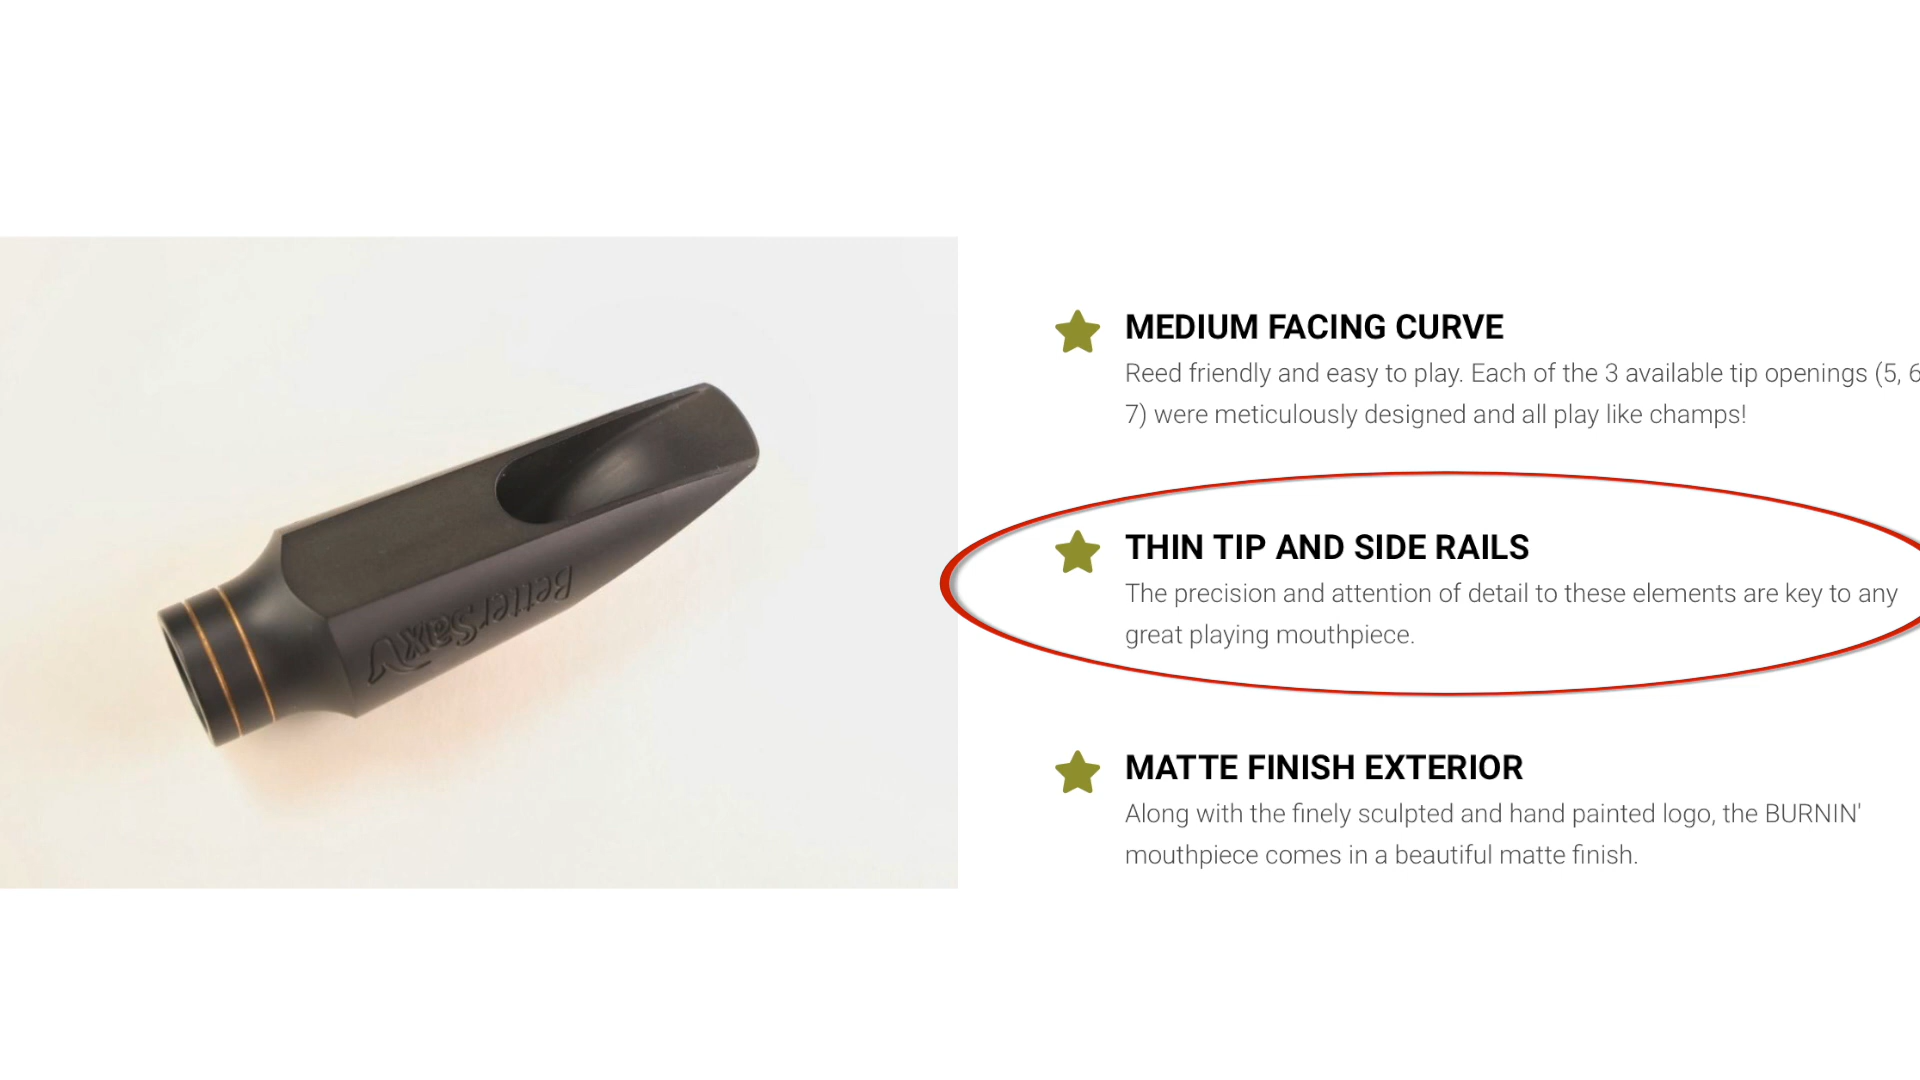 BetterSax
MEDIUM FACING CURVE
Reed friendly and easy to play. Each of the 3 available tip openings (5, 6
7) were meticulously designed and all play like champs!
THIN TIP AND SIDE RAILS
The precision and attention of detail to these elements are key to any
great playing mouthpiece.
MATTE FINISH EXTERIOR
Along with the finely sculpted and hand painted logo, the BURNIN'
mouthpiece comes in a beautiful matte finish.